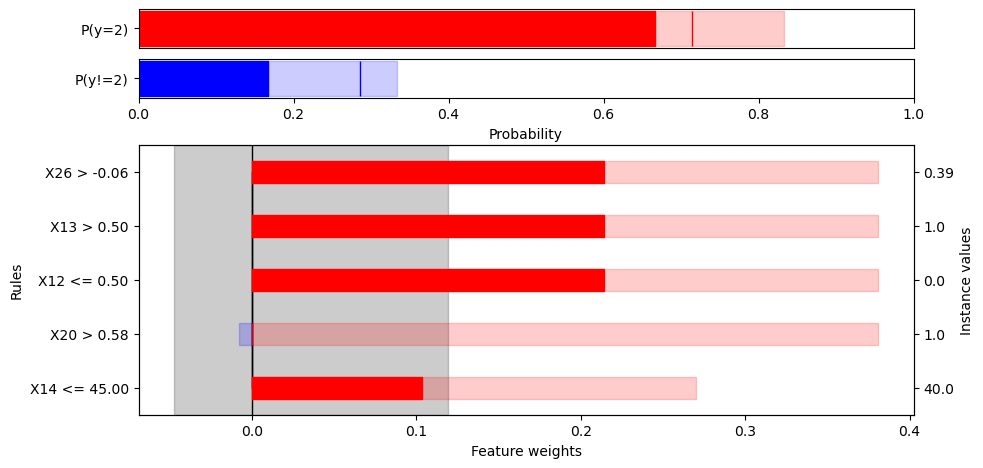 P(y=2)
P(y!=2)
0.0 0.2 0.4 0.6 0.8 1.0
Probability
Rules
Instance values
X26 > -0.06 0.39
X13 > 0.50 1.0
X12 <= 0.50 0.0
X20 > 0.58 1.0
X14 <= 45.00 40.0
0.0 0.1 0.2 0.3 0.4
Feature weights